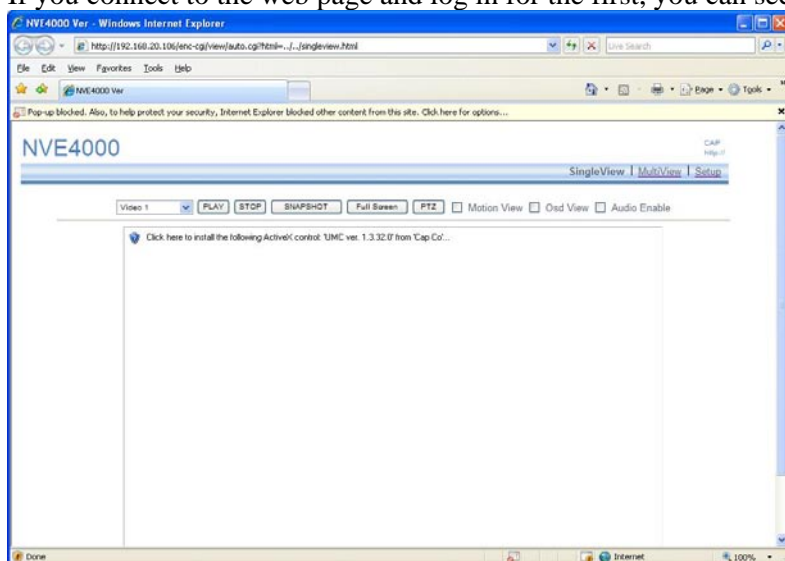 If you connect to the web page and log in for the first, you can see
NVE4000 Ver - Windows Internet Explorer
http://192.168.20.106/enc-cgi/view/auto.cgi?html=../../singleview.html
Live Search
File Edit View Favorites Tools Help
NVE4000 Ver
Page Tools
Pop-up blocked. Also, to help protect your security, Internet Explorer blocked other content from this site. Click here for options...
NVE4000
CAP
http://
SingleView | MultiView | Setup
Video 1 PLAY STOP SNAPSHOT Full Screen PTZ Motion View Osd View Audio Enable
Click here to install the following ActiveX control: 'UMC ver. 1.3.32.0' from 'Cap Co'...
Done Internet 100%